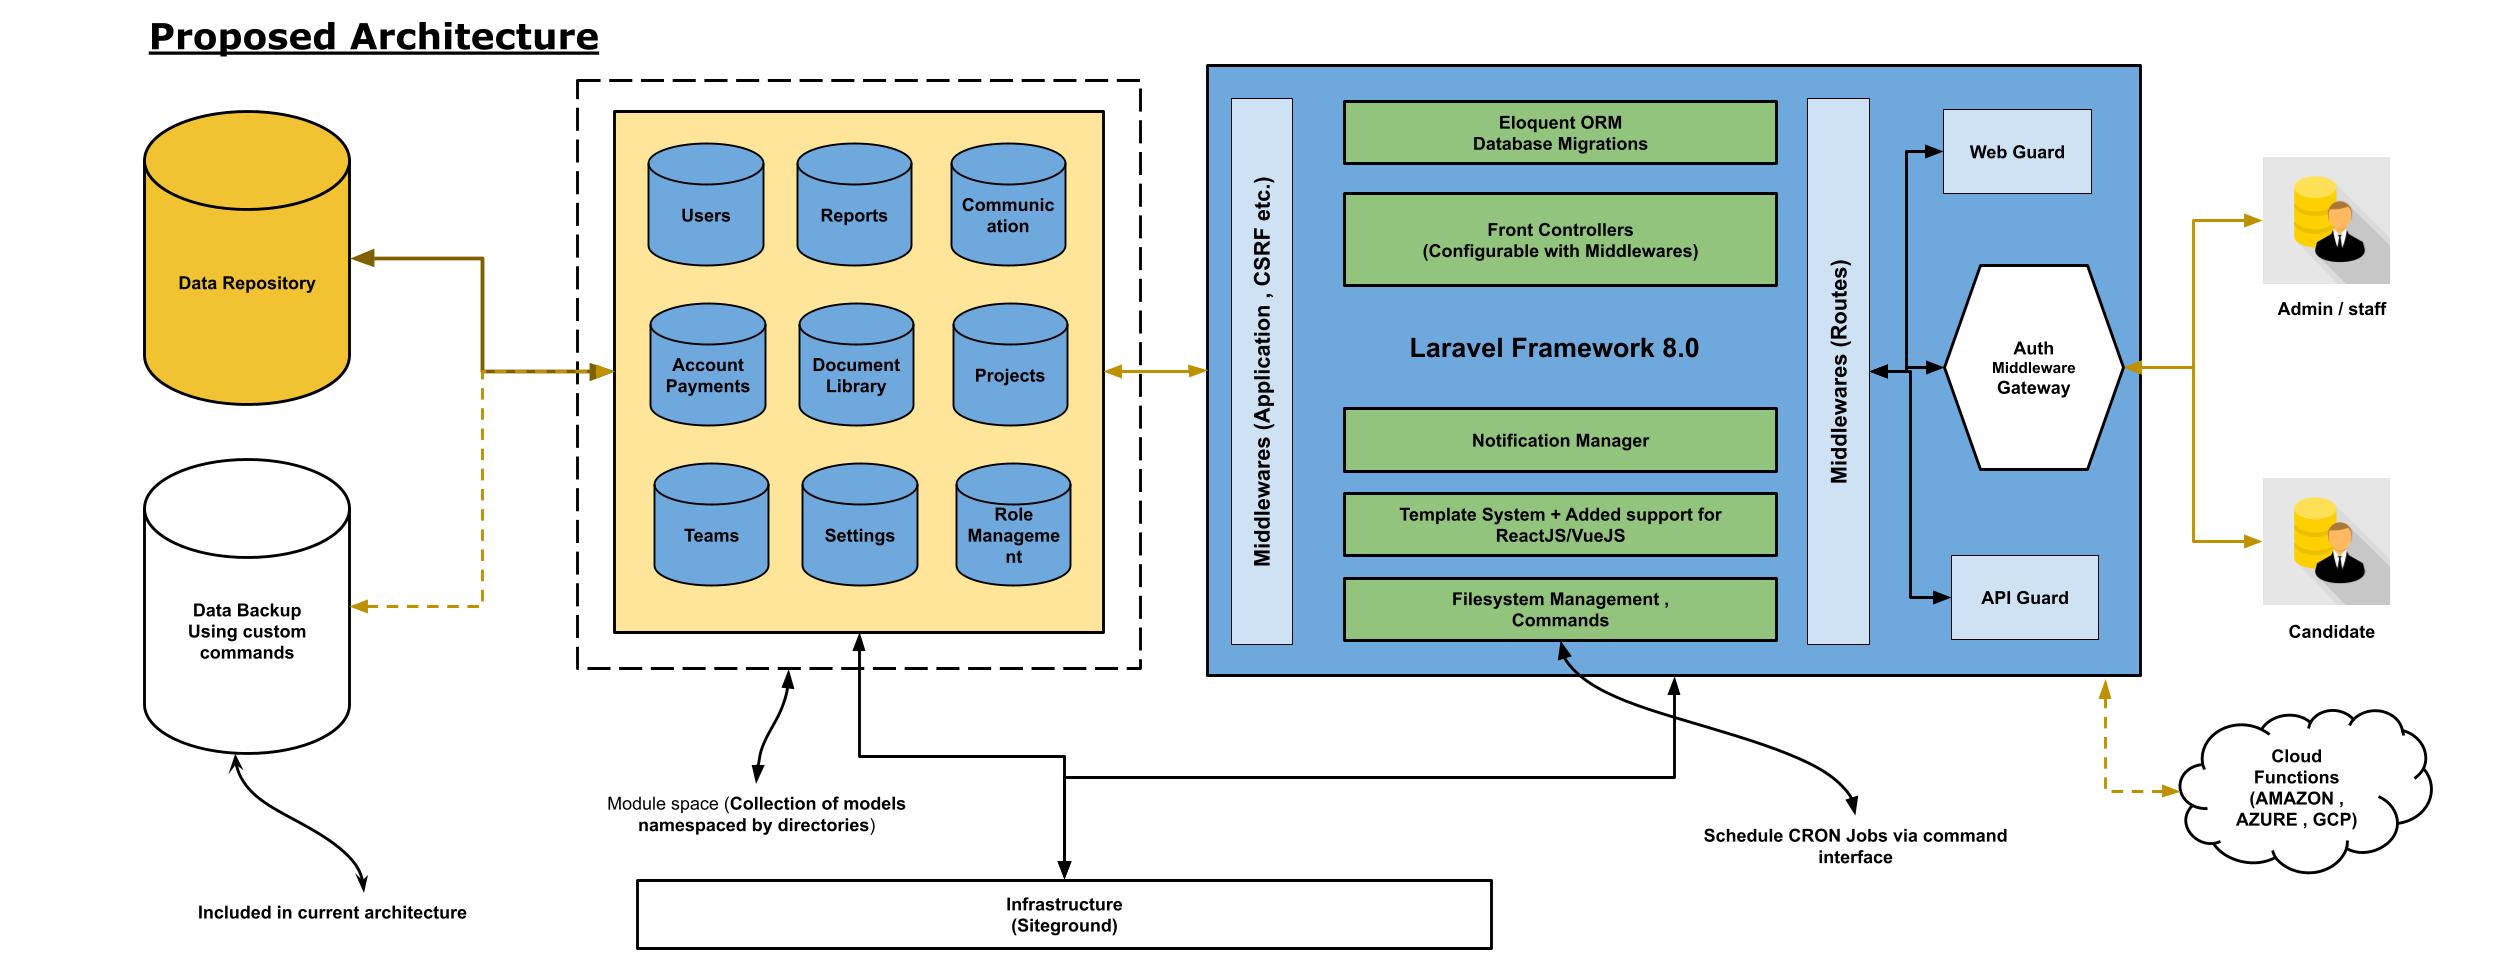 Proposed Architecture
Data Repository
Data Backup
Using custom
commands
Included in current architecture
Users
Reports
Communic
ation
Account
Payments
Document
Library
Projects
Teams
Settings
Role
Manageme
nt
Module space (Collection of models
namespaced by directories)
Infrastructure
(Siteground)
Middlewares (Application , CSRF etc.)
Eloquent ORM
Database Migrations
Front Controllers
(Configurable with Middlewares)
Laravel Framework 8.0
Notification Manager
Template System + Added support for
ReactJS/VueJS
Filesystem Management ,
Commands
Schedule CRON Jobs via command
interface
Middlewares (Routes)
Web Guard
Auth
Middleware
Gateway
API Guard
Admin / staff
Candidate
Cloud
Functions
(AMAZON ,
AZURE , GCP)